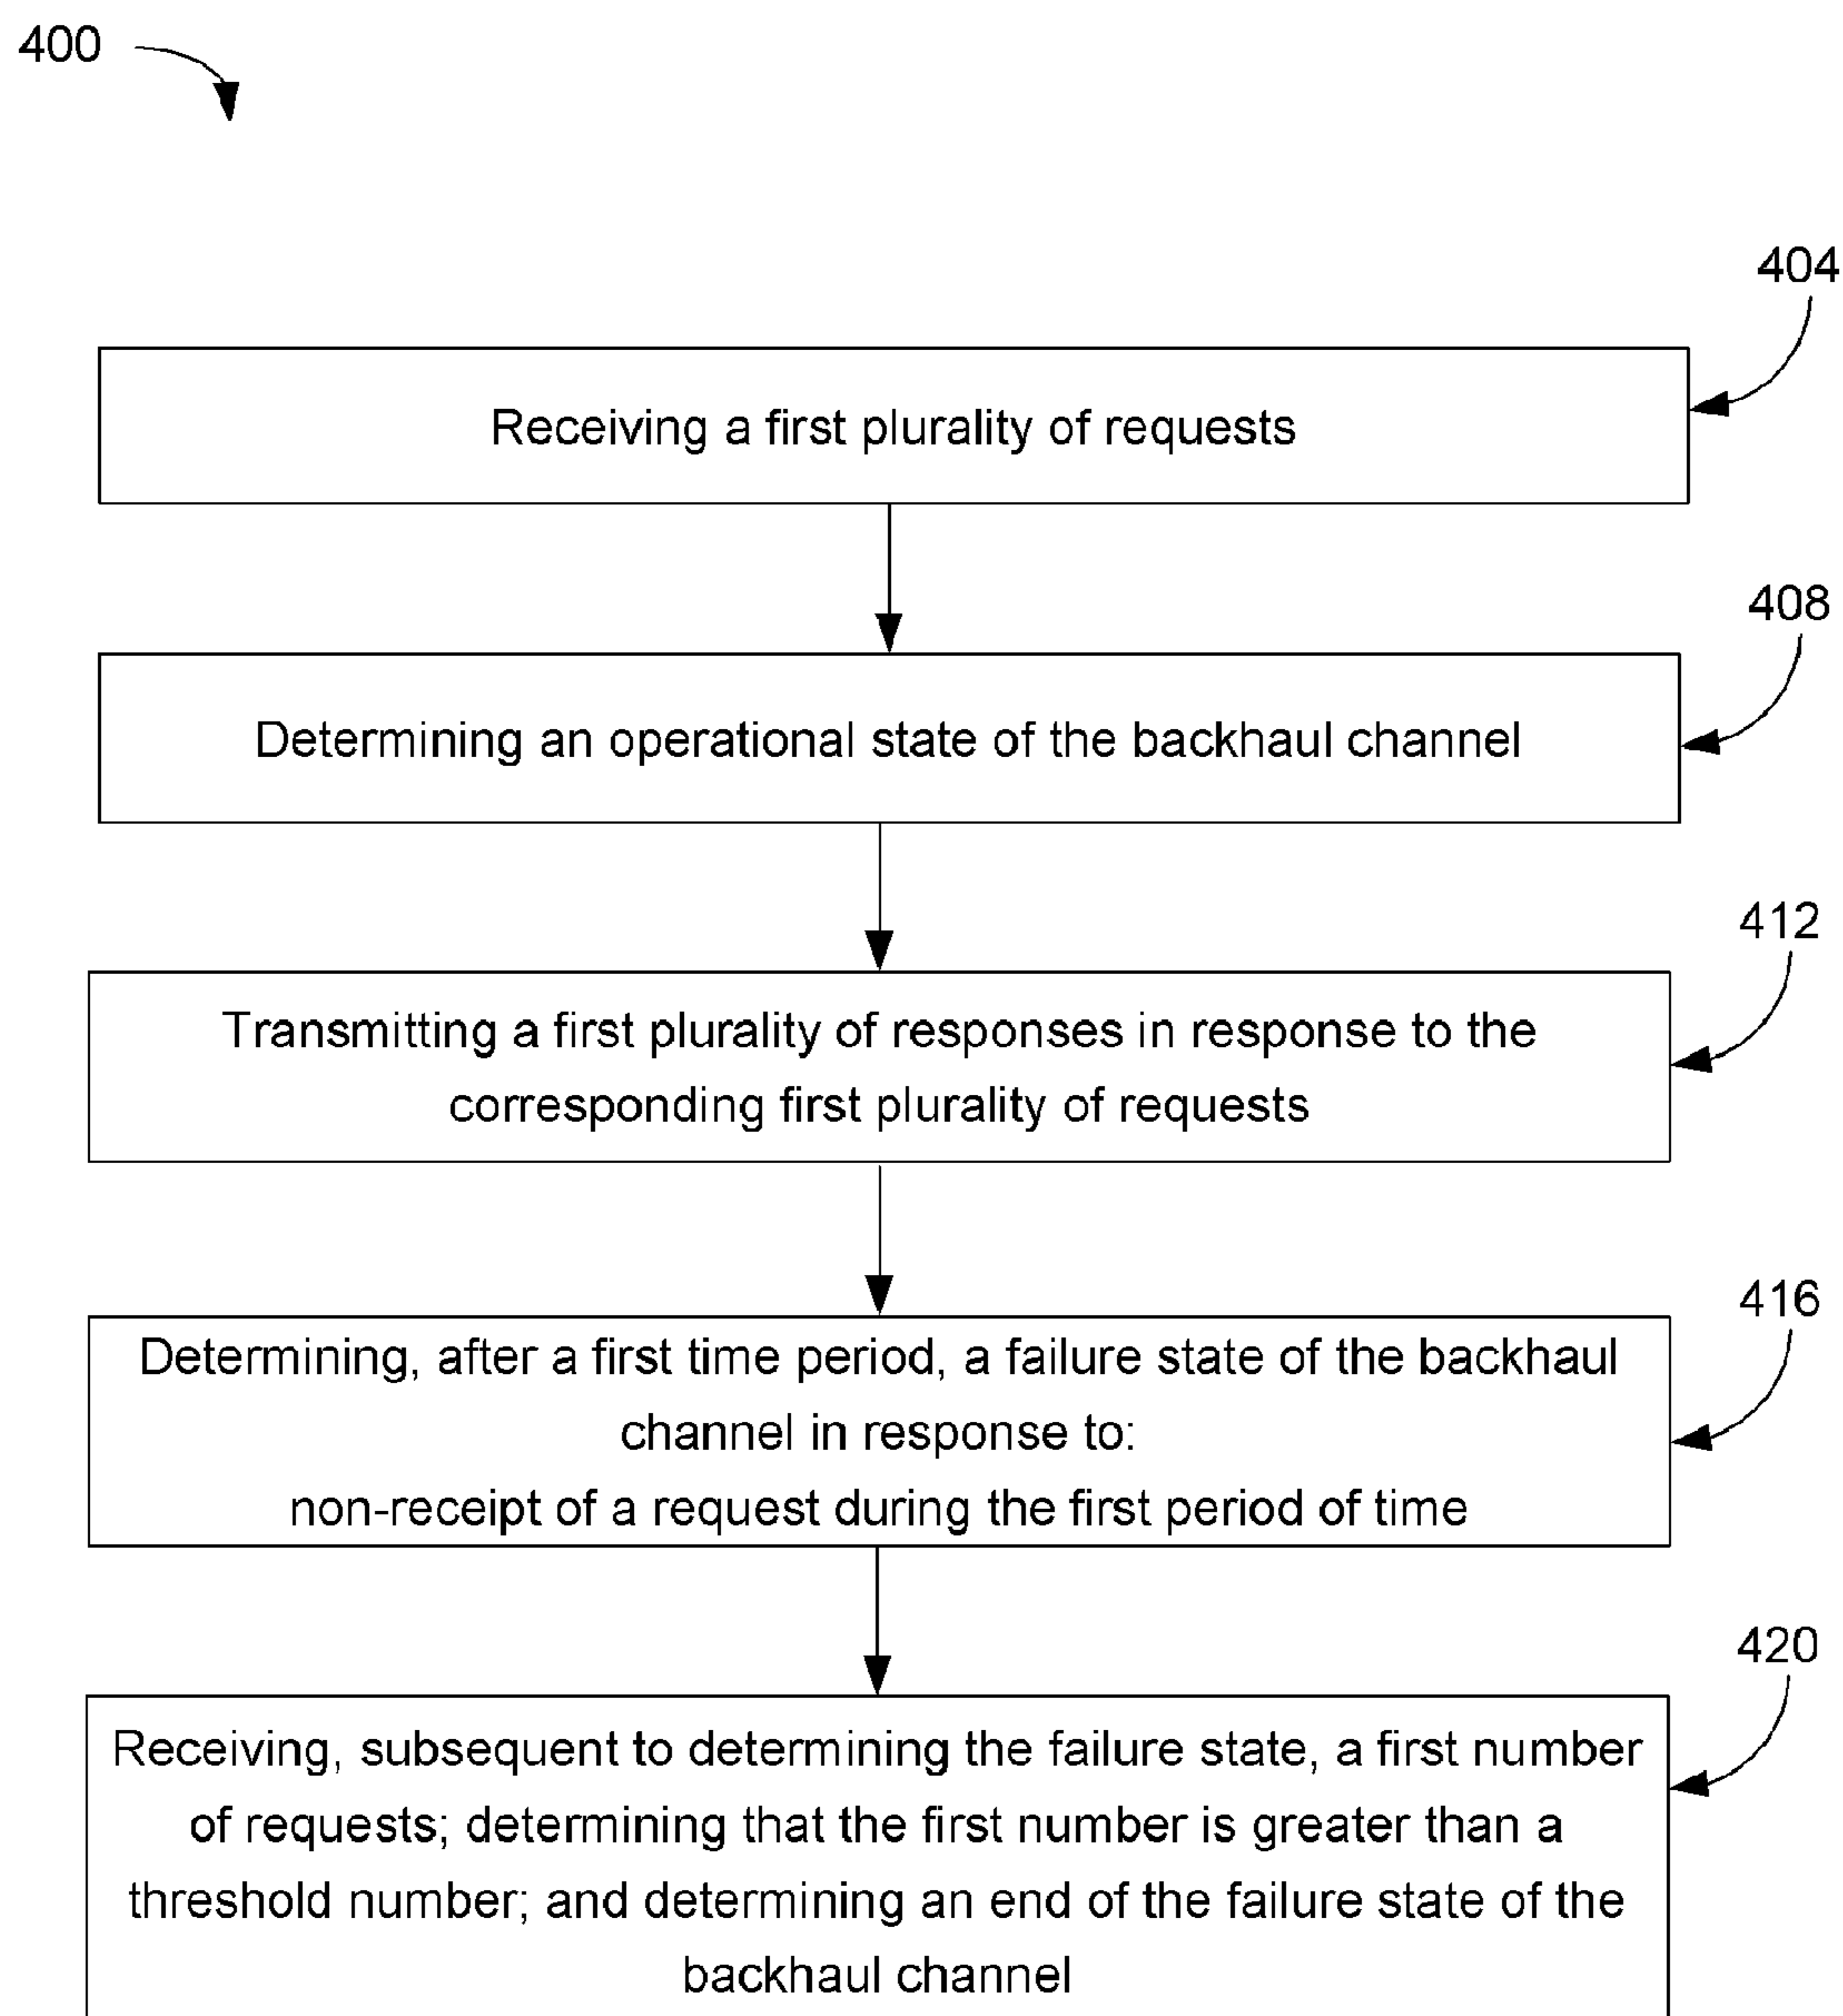 400
404
Receiving a first plurality of requests
408
Determining an operational state of the backhaul channel
412
Transmitting a first plurality of responses in response to the
corresponding first plurality of requests
416
Determining, after a first time period, a failure state of the backhaul
channel in response to:
non-receipt of a request during the first period of time
420
Receiving, subsequent to determining the failure state, a first number
of requests; determining that the first number is greater than a
threshold number; and determining an end of the failure state of the
backhaul channel